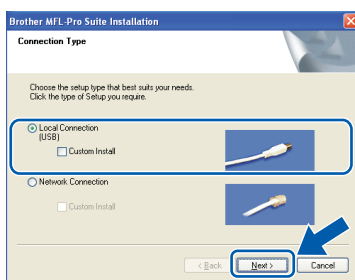 Brother MFL-Pro Suite Installation
Connection Type
Choose the setup type that best suits your needs.
Click the type of Setup you require.
Local Connection
(USB)
Custom Install
Network Connection
Custom Install
< Back
Next >
Cancel